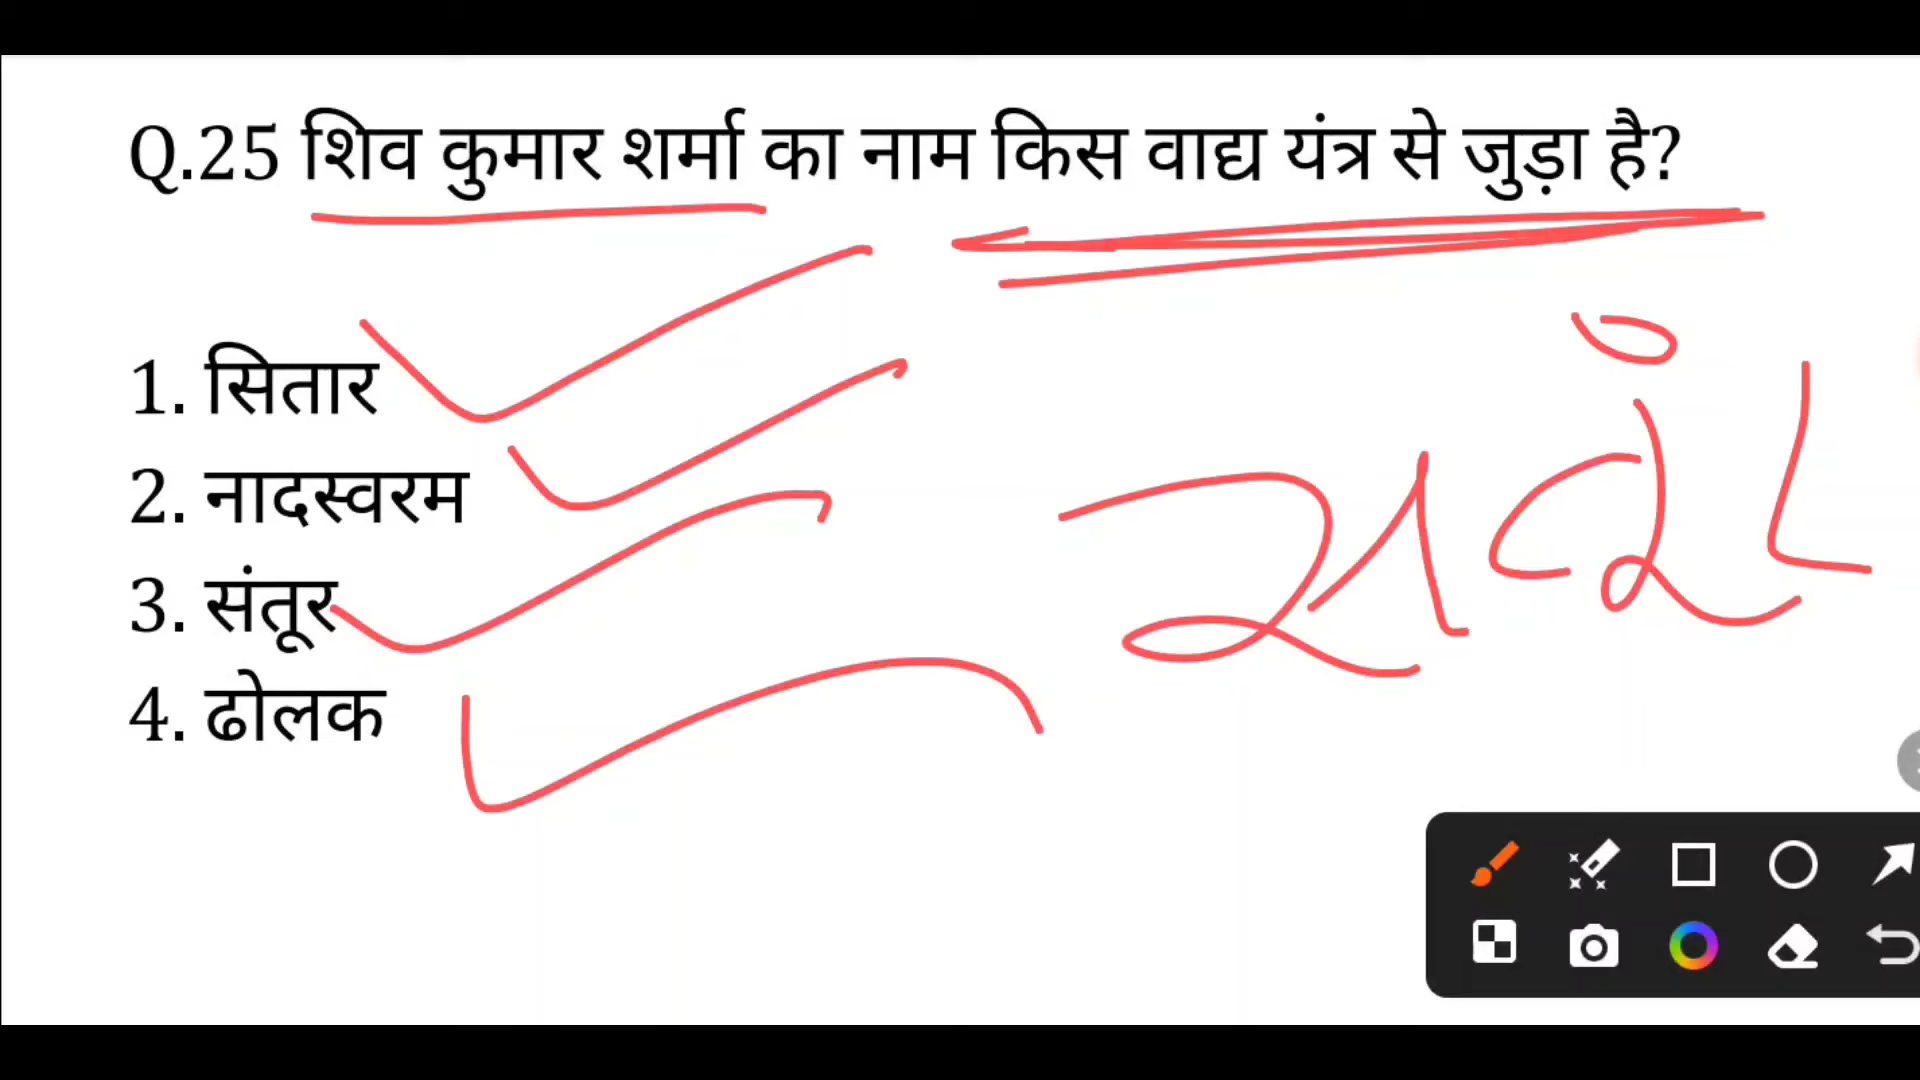 Q.25 शिव कुमार शर्मा का नाम किस वाद्य यंत्र से जुड़ा है?
1. सितार
2. नादस्वरम
3. संतूर
4. ढोलक